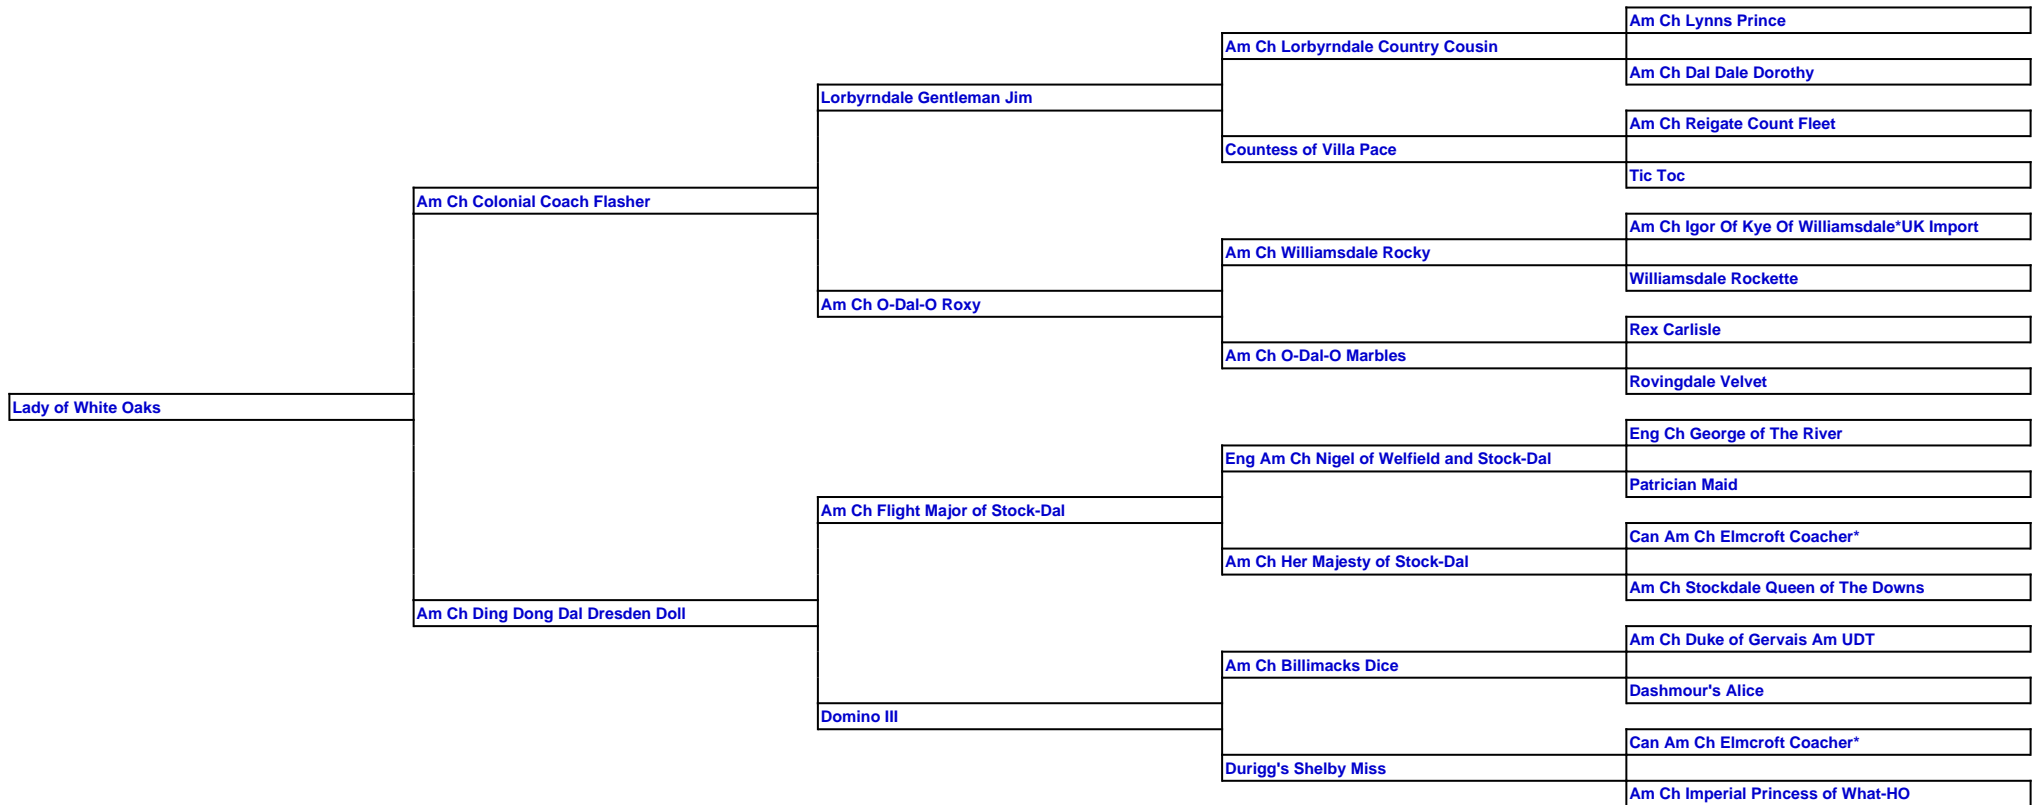 Am Ch Lynns Prince
Am Ch Lorbyrndale Country Cousin
Am Ch Dal Dale Dorothy
Lorbyrndale Gentleman Jim
Am Ch Reigate Count Fleet
Countess of Villa Pace
Tic Toc
Am Ch Colonial Coach Flasher
Am Ch Igor Of Kye Of Williamsdale*UK Import
Am Ch Williamsdale Rocky
Williamsdale Rockette
Am Ch O-Dal-O Roxy
Rex Carlisle
Am Ch O-Dal-O Marbles
Rovingdale Velvet
Lady of White Oaks
Eng Ch George of The River
Eng Am Ch Nigel of Welfield and Stock-Dal
Patrician Maid
Am Ch Flight Major of Stock-Dal
Can Am Ch Elmcroft Coacher*
Am Ch Her Majesty of Stock-Dal
Am Ch Stockdale Queen of The Downs
Am Ch Ding Dong Dal Dresden Doll
Am Ch Duke of Gervais Am UDT
Am Ch Billimacks Dice
Dashmour's Alice
Domino III
Can Am Ch Elmcroft Coacher*
Durigg's Shelby Miss
Am Ch Imperial Princess of What-HO